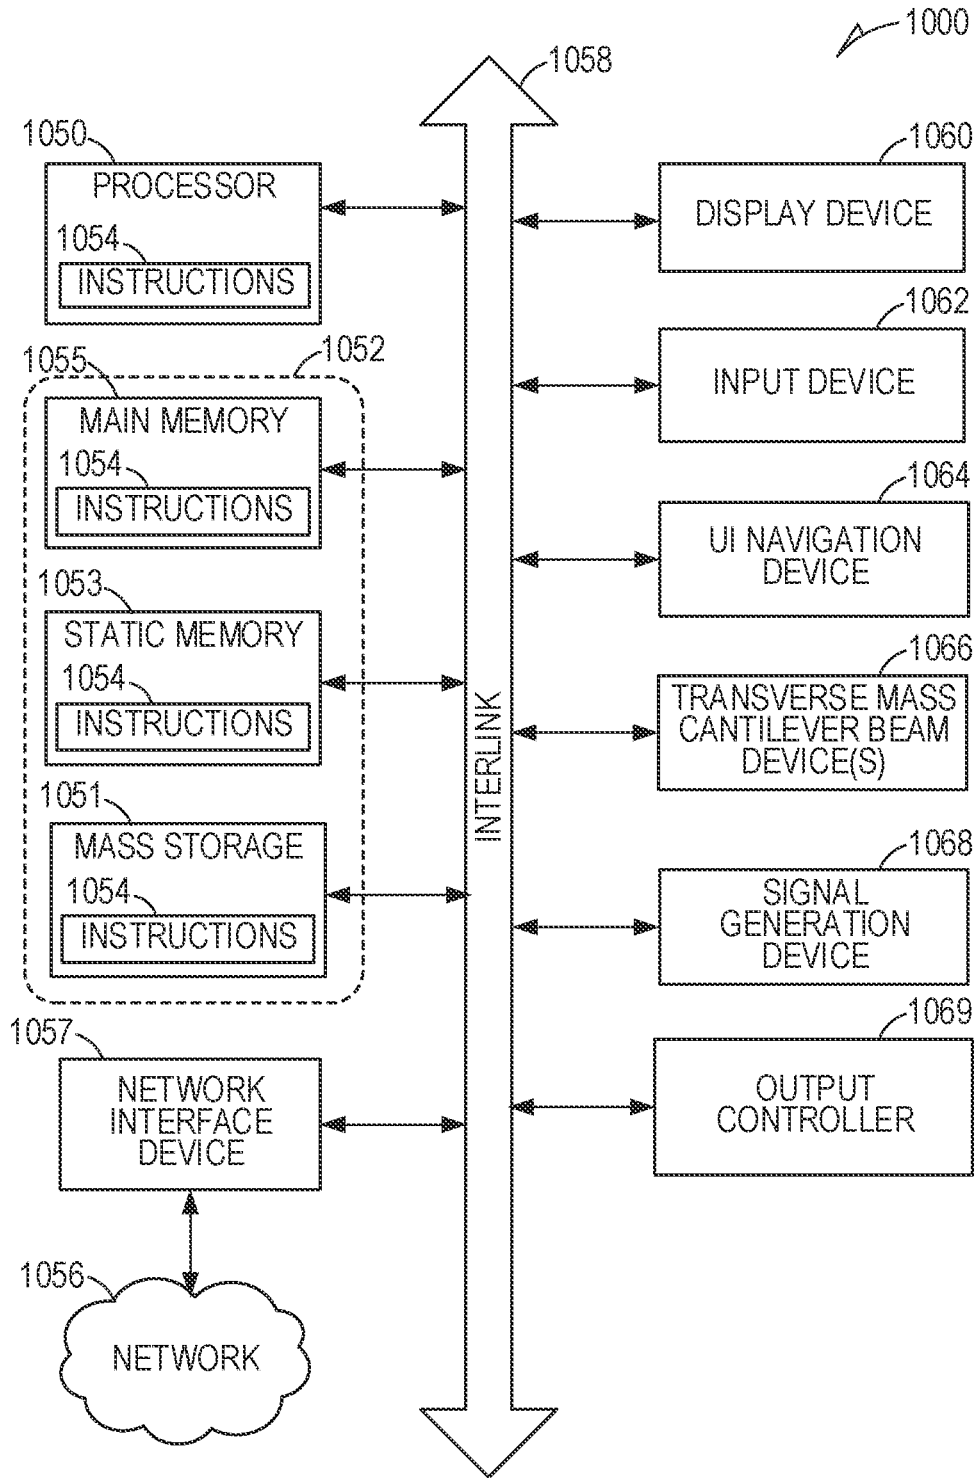 1000
1058
1050
PROCESSOR
1054
INSTRUCTIONS
1052
1055
MAIN MEMORY
1054
INSTRUCTIONS
1053
STATIC MEMORY
1054
INSTRUCTIONS
1051
MASS STORAGE
1054
INSTRUCTIONS
1057
NETWORK
INTERFACE
DEVICE
1056
NETWORK
INTERLINK
1060
DISPLAY DEVICE
1062
INPUT DEVICE
1064
UI NAVIGATION
DEVICE
1066
TRANSVERSE MASS
CANTILEVER BEAM
DEVICE(S)
1068
SIGNAL
GENERATION
DEVICE
1069
OUTPUT
CONTROLLER